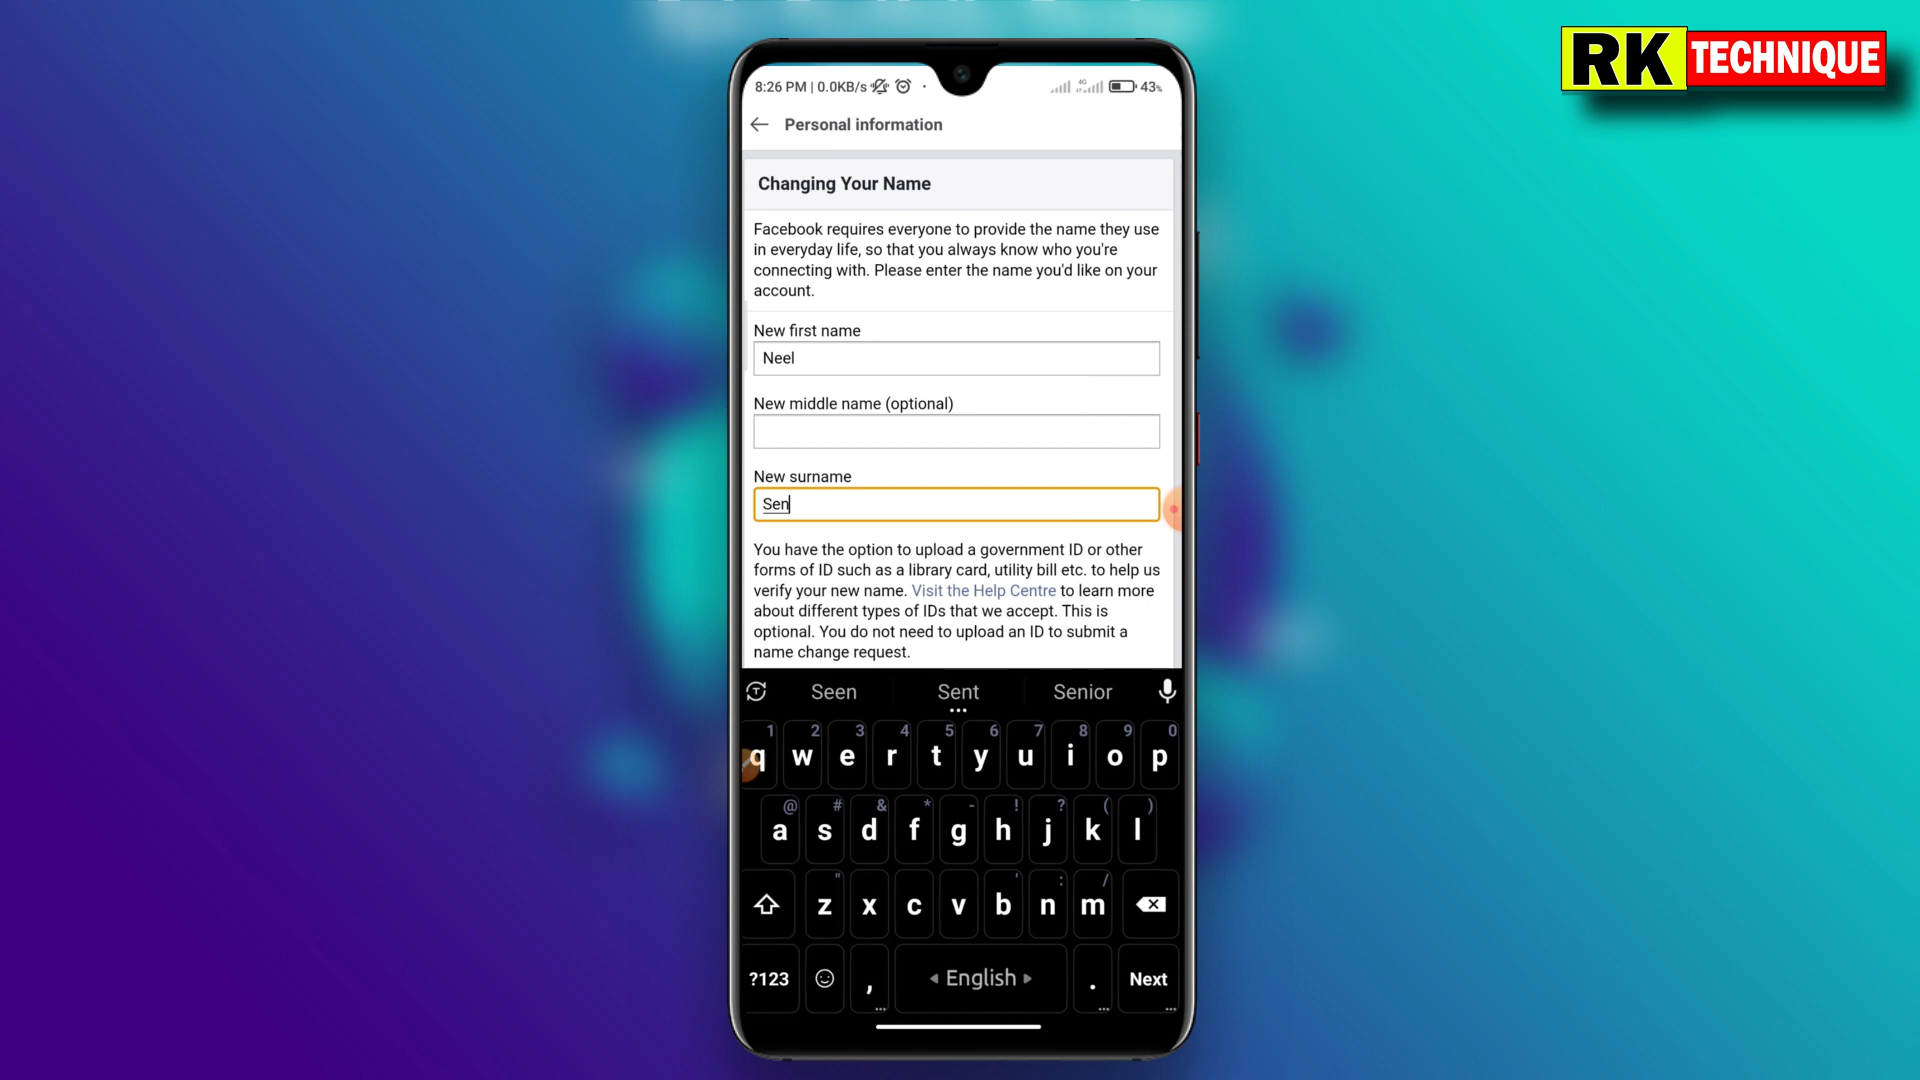 RK TECHNIQUE
8:26 PM | 0.0KB/s 4G 43%
Personal information
Changing Your Name
Facebook requires everyone to provide the name they use
in everyday life, so that you always know who you're
connecting with. Please enter the name you'd like on your
account.
New first name
Neel
New middle name (optional)
New surname
Sen
You have the option to upload a government ID or other
forms of ID such as a library card, utility bill etc. to help us
verify your new name. Visit the Help Centre to learn more
about different types of IDs that we accept. This is
optional. You do not need to upload an ID to submit a
name change request.
Seen Sent Senior
1 2 3 4 5 6 7 8 9 0
q w e r t y u i o p
@ # & * - ! ? ( )
a s d f g h j k l
" ' : /
z x c v b n m
?123 , English . Next